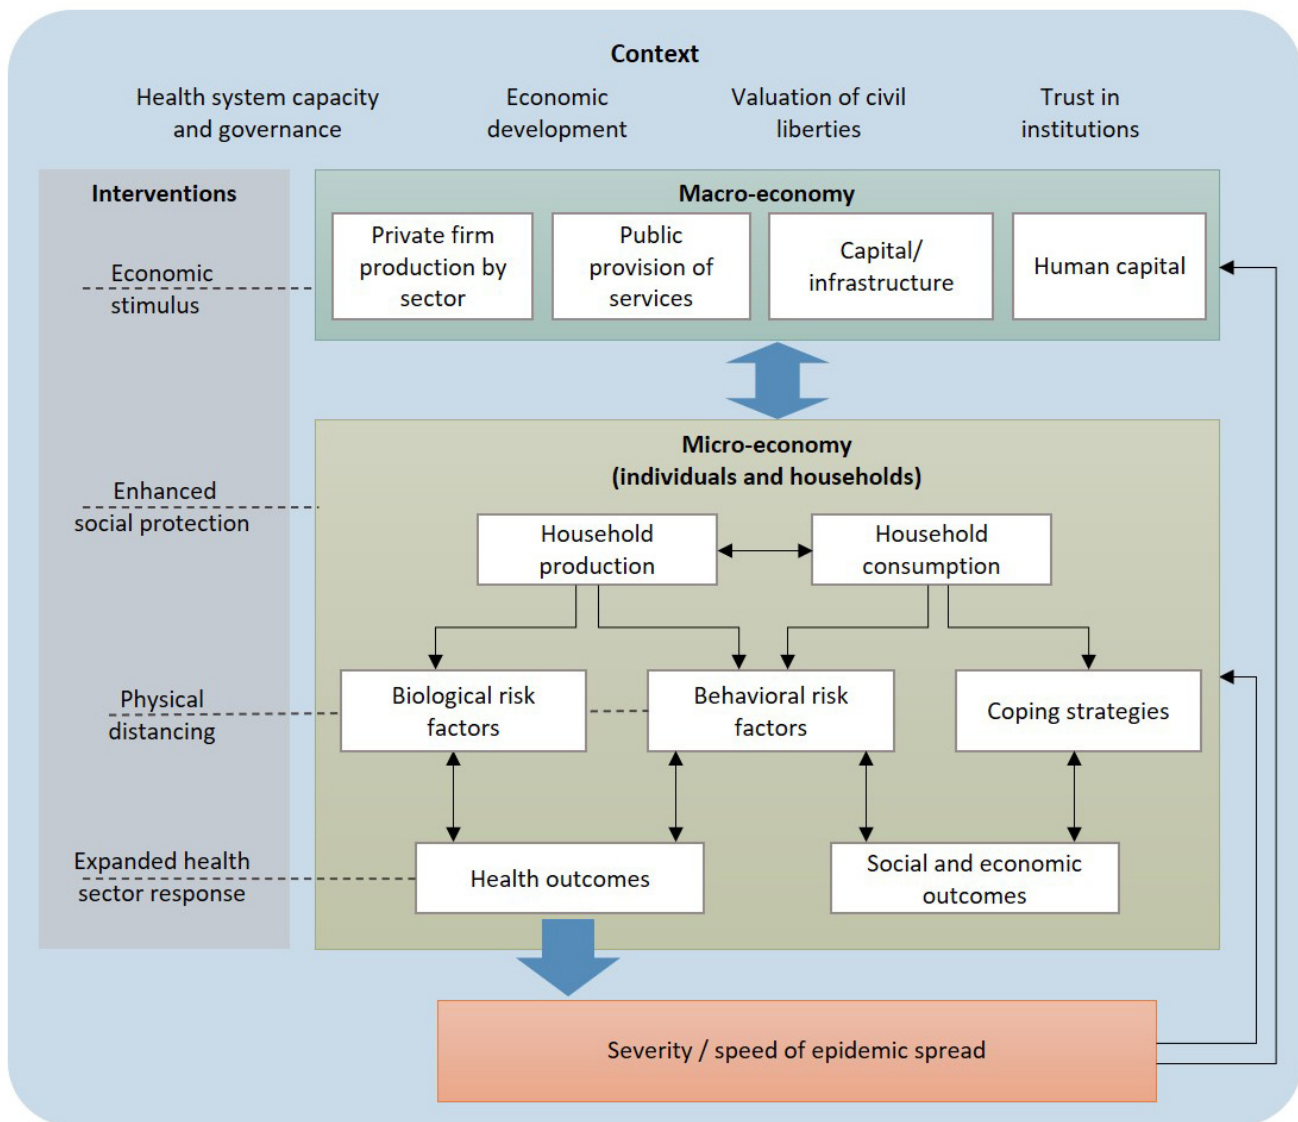 Context
Health system capacity
and governance
Economic
development
Valuation of civil
liberties
Trust in
institutions
Interventions
Economic
stimulus
Enhanced
social protection
Physical
distancing
Expanded health
sector response
Macro-economy
Private firm
production by
sector
Public
provision of
services
Capital/
infrastructure
Human capital
Micro-economy
(individuals and households)
Household
production
Household
consumption
Biological risk
factors
Behavioral risk
factors
Coping strategies
Health outcomes
Social and economic
outcomes
Severity / speed of epidemic spread